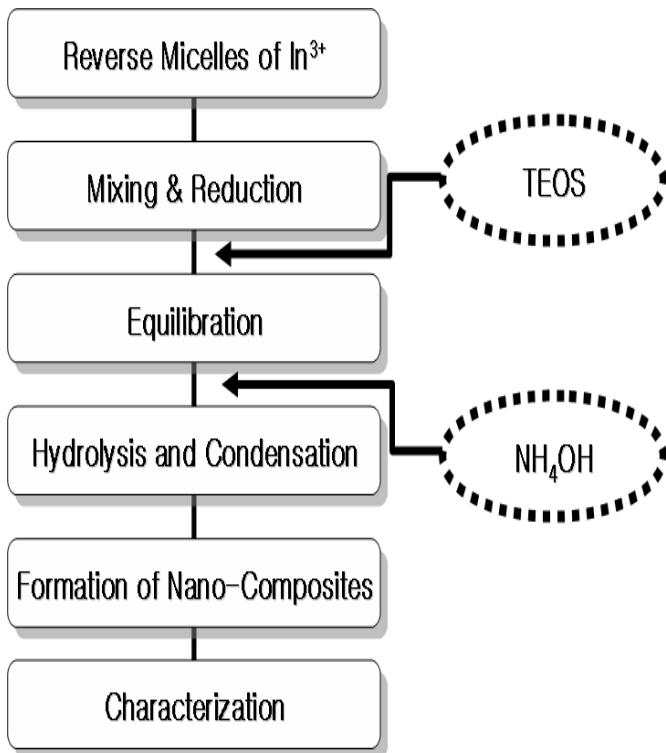 Reverse Micelles of In³⁺
Mixing & Reduction
TEOS
Equilibration
Hydrolysis and Condensation
NH₄OH
Formation of Nano-Composites
Characterization